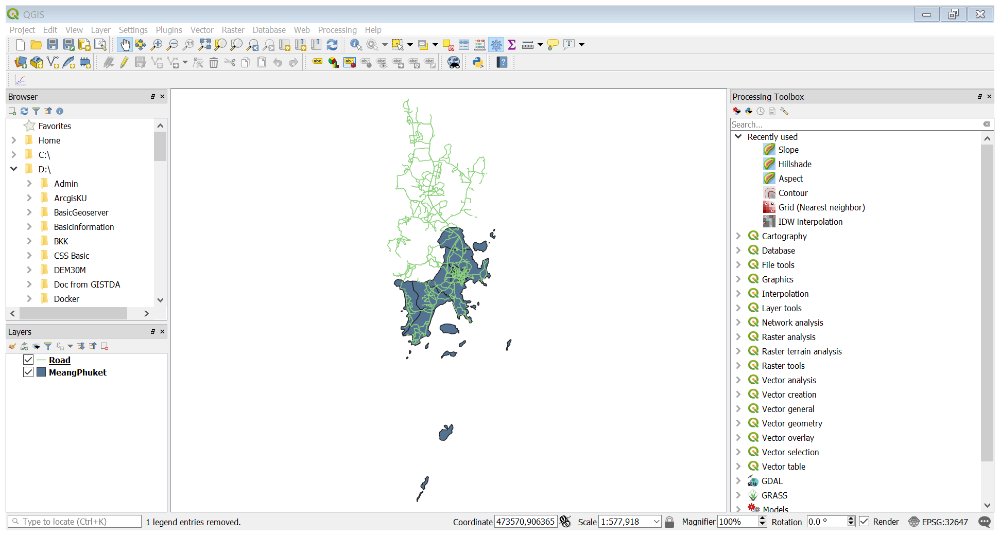 QGIS
Project Edit View Layer Settings Plugins Vector Raster Database Web Processing Help
Browser
Favorites
Home
C:\
D:\
Admin
ArcgisKU
BasicGeoserver
Basicinformation
BKK
CSS Basic
DEM30M
Doc from GISTDA
Docker
Layers
Road
MeangPhuket
Processing Toolbox
Search...
Recently used
Slope
Hillshade
Aspect
Contour
Grid (Nearest neighbor)
IDW interpolation
Cartography
Database
File tools
Graphics
Interpolation
Layer tools
Network analysis
Raster analysis
Raster terrain analysis
Raster tools
Vector analysis
Vector creation
Vector general
Vector geometry
Vector overlay
Vector selection
Vector table
GDAL
GRASS
Models
Type to locate (Ctrl+K) 1 legend entries removed. Coordinate 473570,906365 Scale 1:577,918 Magnifier 100% Rotation 0.0 ° Render EPSG:32647